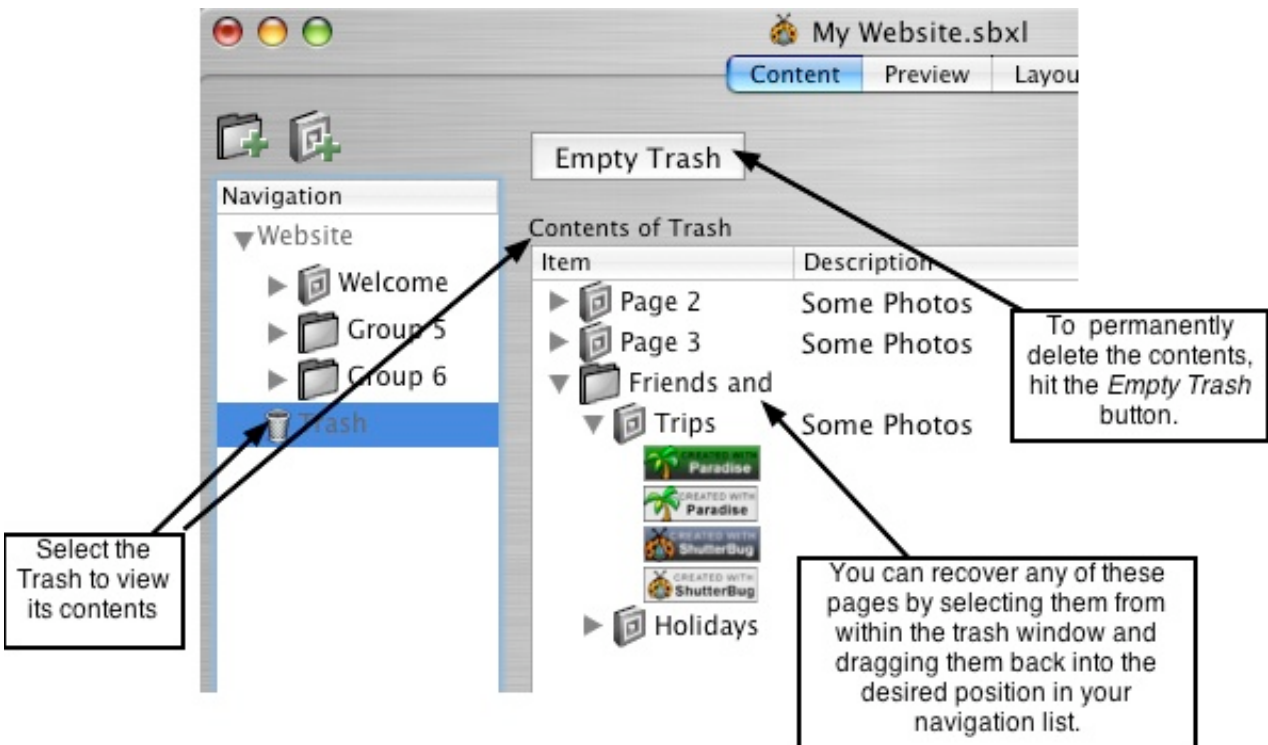 My Website.sbxl
Content Preview Layou
Empty Trash
Navigation
Website
Welcome
Group 5
Group 6
Trash
Contents of Trash
Item Description
Page 2 Some Photos
Page 3 Some Photos
Friends and
Trips Some Photos
CREATED WITH
Paradise
CREATED WITH
Paradise
CREATED WITH
ShutterBug
CREATED WITH
ShutterBug
Holidays
To permanently
delete the contents,
hit the Empty Trash
button.
Select the
Trash to view
its contents
You can recover any of these
pages by selecting them from
within the trash window and
dragging them back into the
desired position in your
navigation list.